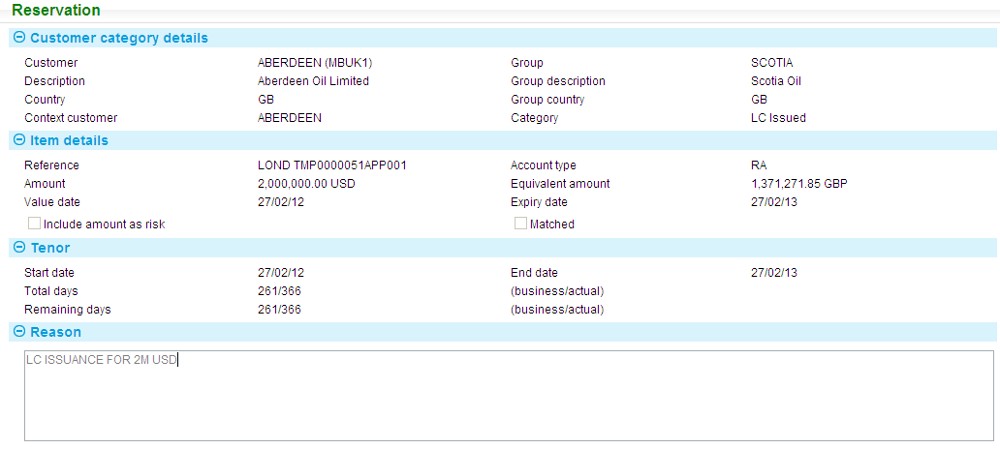 Reservation
Customer category details
Customer ABERDEEN (MBUK1) Group SCOTIA
Description Aberdeen Oil Limited Group description Scotia Oil
Country GB Group country GB
Context customer ABERDEEN Category LC Issued
Item details
Reference LOND TMP0000051APP001 Account type RA
Amount 2,000,000.00 USD Equivalent amount 1,371,271.85 GBP
Value date 27/02/12 Expiry date 27/02/13
Include amount as risk Matched
Tenor
Start date 27/02/12 End date 27/02/13
Total days 261/366 (business/actual)
Remaining days 261/366 (business/actual)
Reason
LC ISSUANCE FOR 2M USD